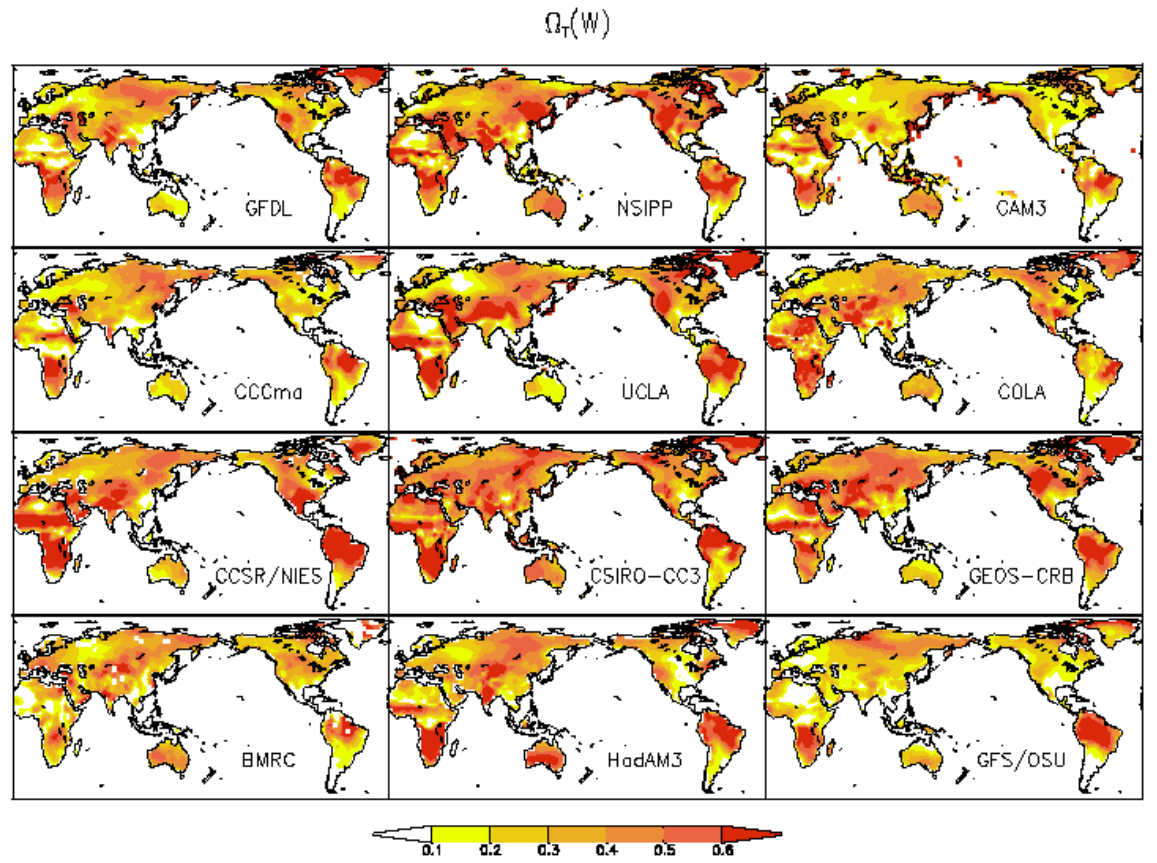 Ω_T(W)
GFDL NSIPP CAM3
CCCma UCLA COLA
CCSR/NIES CSIRO-CC3 GEOS-CRB
BMRC HadAM3 GFS/OSU
0.1 0.2 0.3 0.4 0.5 0.6